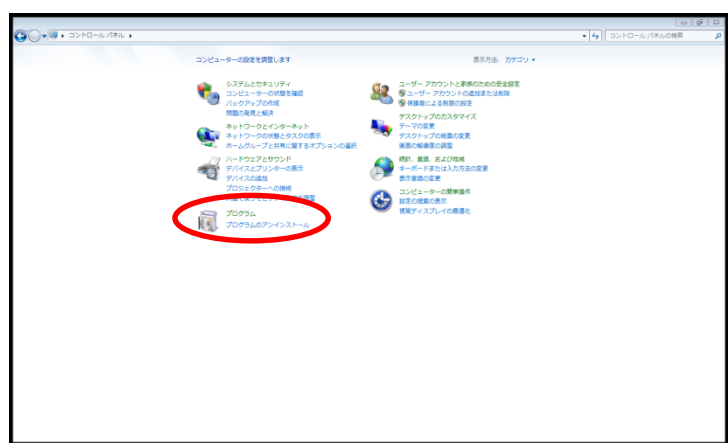 コントロール パネル
コントロール パネルの検索
コンピューターの設定を調整します
表示方法: カテゴリ
システムとセキュリティ
コンピューターの状態を確認
バックアップの作成
問題の発見と解決
ネットワークとインターネット
ネットワークの状態とタスクの表示
ホームグループと共有に関するオプションの選択
ハードウェアとサウンド
デバイスとプリンターの表示
デバイスの追加
プロジェクターへの接続
プログラム
プログラムのアンインストール
ユーザー アカウントと家族のための安全設定
ユーザー アカウントの追加または削除
保護者による制限の設定
デスクトップのカスタマイズ
テーマの変更
デスクトップの背景の変更
画面の解像度の調整
時計、言語、および地域
キーボードまたは入力方法の変更
表示言語の変更
コンピューターの簡単操作
設定の提案の表示
視覚ディスプレイの最適化